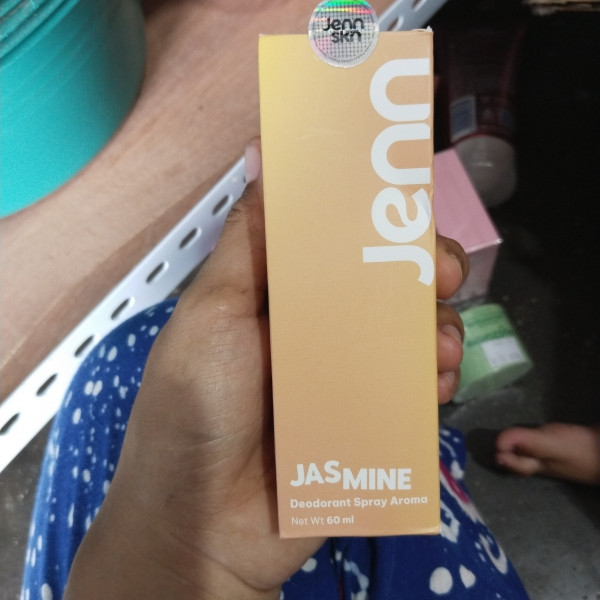 Jenn
skn
Jenn
JASMINE
Deodorant Spray Aroma
Net Wt 60 ml